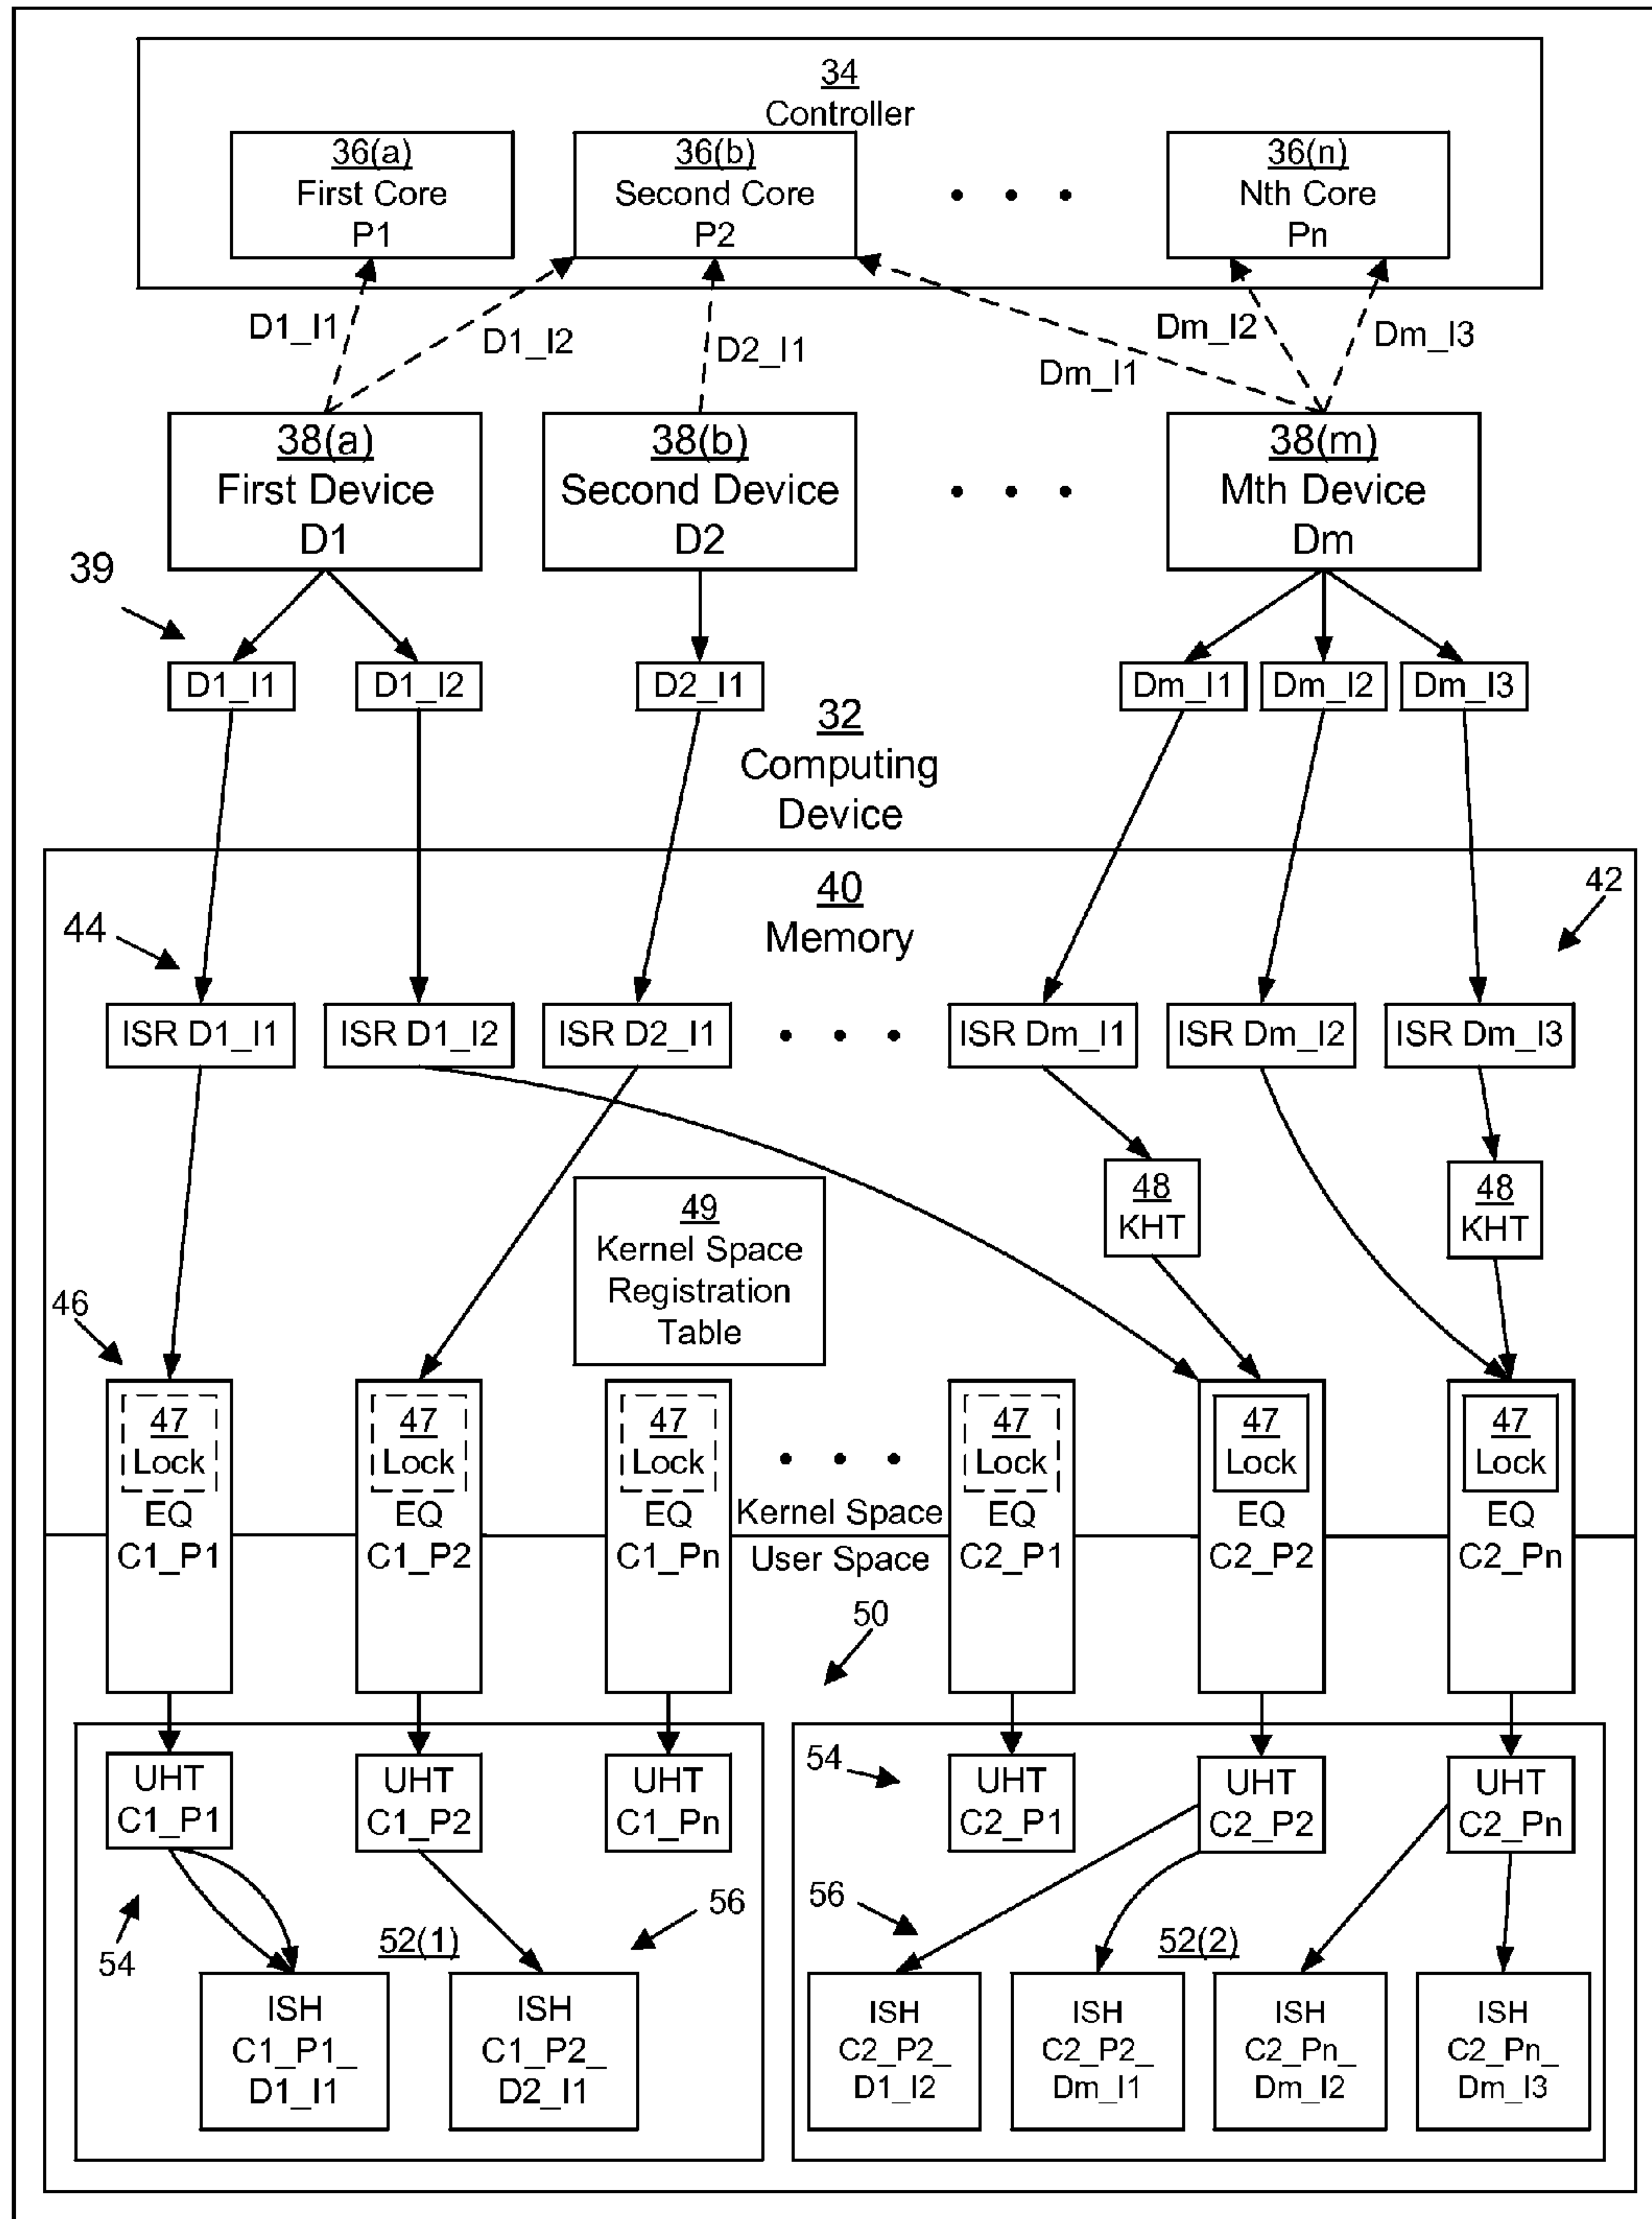 34
Controller
36(a)
First Core
P1
36(b)
Second Core
P2
36(n)
Nth Core
Pn
D1_I1
D1_I2
D2_I1
Dm_I1
Dm_I2
Dm_I3
38(a)
First Device
D1
38(b)
Second Device
D2
38(m)
Mth Device
Dm
39
D1_I1
D1_I2
D2_I1
Dm_I1
Dm_I2
Dm_I3
32
Computing
Device
40
Memory
42
44
ISR D1_I1
ISR D1_I2
ISR D2_I1
ISR Dm_I1
ISR Dm_I2
ISR Dm_I3
48
KHT
48
KHT
49
Kernel Space
Registration
Table
46
47
Lock
EQ
C1_P1
47
Lock
EQ
C1_P2
47
Lock
EQ
C1_Pn
Kernel Space
User Space
47
Lock
EQ
C2_P1
47
Lock
EQ
C2_P2
47
Lock
EQ
C2_Pn
50
UHT
C1_P1
UHT
C1_P2
UHT
C1_Pn
54
UHT
C2_P1
UHT
C2_P2
UHT
C2_Pn
54
52(1)
56
56
52(2)
ISH
C1_P1_
D1_I1
ISH
C1_P2_
D2_I1
ISH
C2_P2_
D1_I2
ISH
C2_P2_
Dm_I1
ISH
C2_Pn_
Dm_I2
ISH
C2_Pn_
Dm_I3